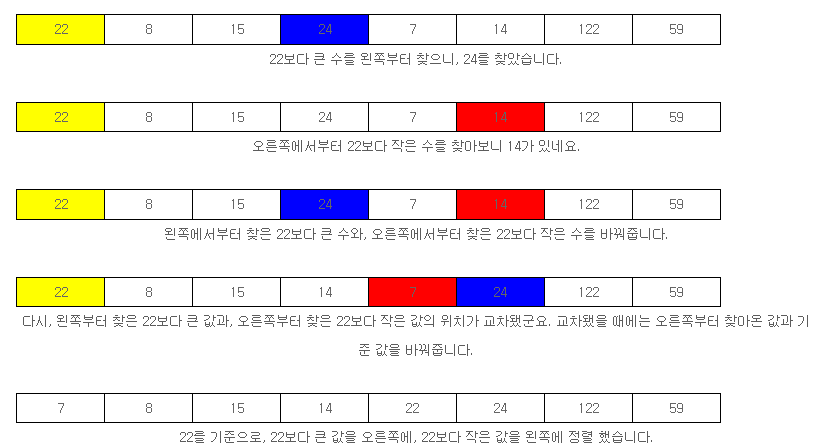 22 8 15 24 7 14 122 59
22보다 큰 수를 왼쪽부터 찾으니, 24를 찾았습니다.
22 8 15 24 7 14 122 59
오른쪽에서부터 22보다 작은 수를 찾아보니 14가 있네요.
22 8 15 24 7 14 122 59
왼쪽에서부터 찾은 22보다 큰 수와, 오른쪽에서부터 찾은 22보다 작은 수를 바꿔줍니다.
22 8 15 14 7 24 122 59
다시, 왼쪽부터 찾은 22보다 큰 값과, 오른쪽부터 찾은 22보다 작은 값의 위치가 교차됐군요. 교차됐을 때에는 오른쪽부터 찾아온 값과 기
준 값을 바꿔줍니다.
7 8 15 14 22 24 122 59
22를 기준으로, 22보다 큰 값을 오른쪽에, 22보다 작은 값을 왼쪽에 정렬 했습니다.